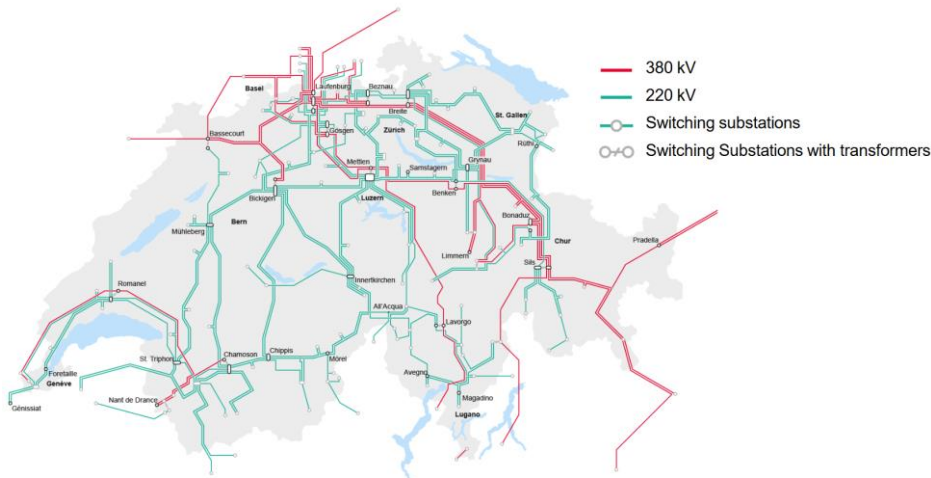 380 kV
220 kV
Switching substations
Switching Substations with transformers
Laufenburg
Beznau
Basel
Breite
St. Gallen
Bassecourt
Gösgen
Zürich
Rüthi
Mettlen
Samstagern
Grynau
Bickigen
Luzern
Benken
Bern
Bonaduz
Mühleberg
Chur
Pradella
Limmern
Sils
Innertkirchen
Romanel
All'Acqua
Lavorgo
St. Triphon
Chamoson
Chippis
Mörel
Foretaille
Avegno
Genève
Nant de Drance
Magadino
Génissiat
Lugano